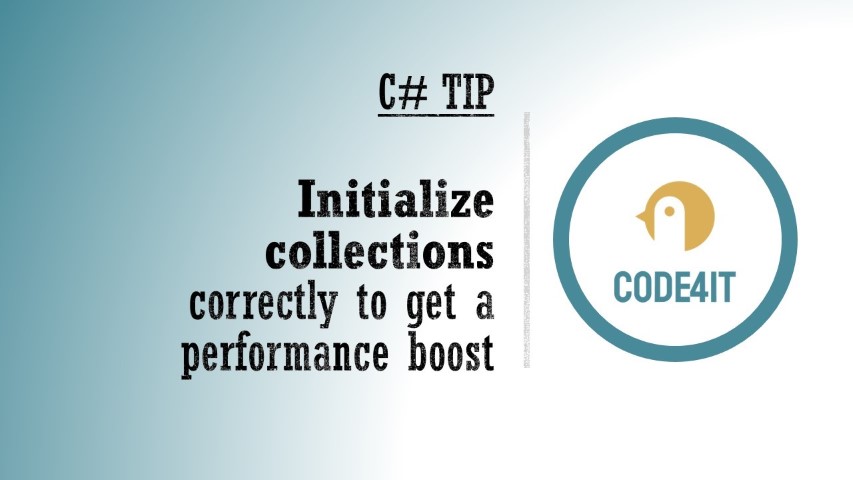 C# TIP
Initialize
collections
correctly to get a
performance boost
CODE4IT